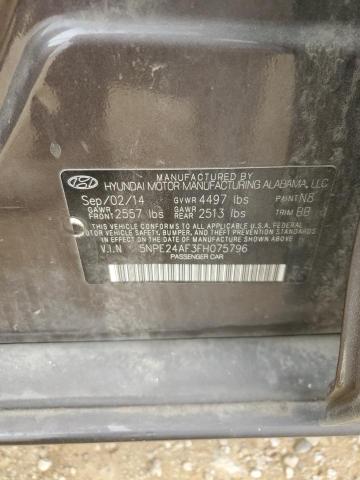 MANUFACTURED BY
HYUNDAI MOTOR MANUFACTURING ALABAMA, LLC
Sep/02/14 GVWR 4497 lbs PAINT N8
GAWR FRONT 2557 lbs GAWR REAR 2513 lbs TRIM BB
THIS VEHICLE CONFORMS TO ALL APPLICABLE U.S.A. FEDERAL
MOTOR VEHICLE SAFETY, BUMPER, AND THEFT PREVENTION
STANDARDS IN EFFECT ON THE DATE OF MANUFACTURE SHOWN ABOVE.
V.I.N 5NPE24AF3FH075796
PASSENGER CAR